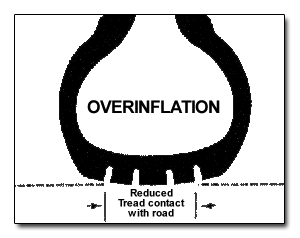 OVERINFLATION
Reduced
Tread contact
with road